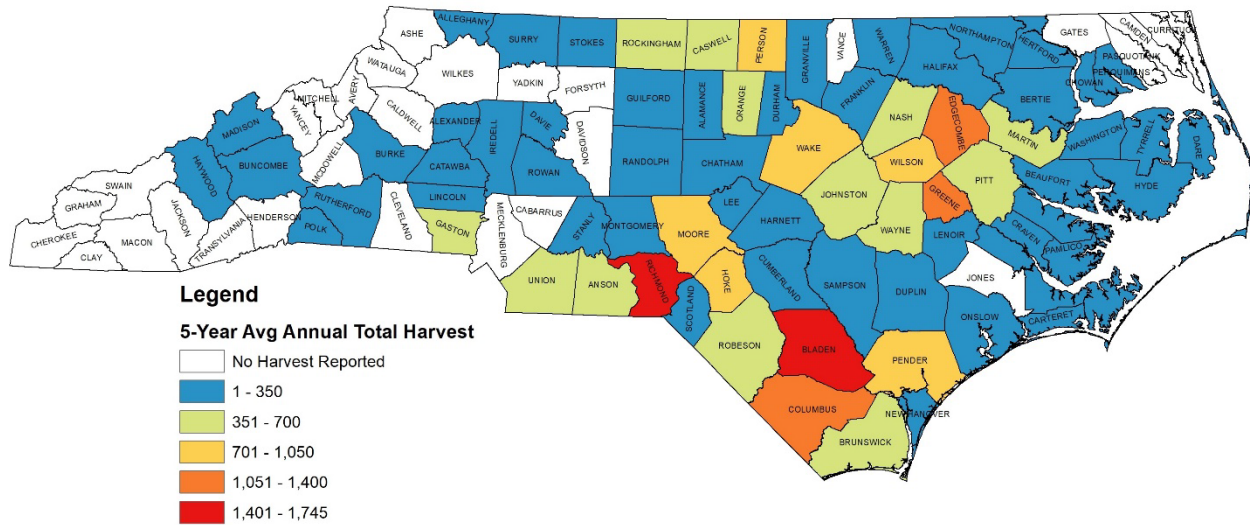 ALLEGHANY
ASHE
SURRY
STOKES
ROCKINGHAM
CASWELL
PERSON
GRANVILLE
VANCE
WARREN
NORTHAMPTON
HERTFORD
GATES
CAMDEN
CURRITUCK
PASQUOTANK
PERQUIMANS
CHOWAN
WATAUGA
WILKES
YADKIN
FORSYTH
GUILFORD
ALAMANCE
ORANGE
DURHAM
FRANKLIN
HALIFAX
BERTIE
MITCHELL
AVERY
YANCEY
CALDWELL
ALEXANDER
IREDELL
DAVIE
DAVIDSON
NASH
EDGECOMBE
MARTIN
WASHINGTON
TYRRELL
DARE
MADISON
HAYWOOD
BUNCOMBE
MCDOWELL
BURKE
CATAWBA
ROWAN
RANDOLPH
CHATHAM
WAKE
WILSON
PITT
BEAUFORT
HYDE
SWAIN
GRAHAM
JACKSON
RUTHERFORD
LINCOLN
JOHNSTON
GREENE
CHEROKEE
CLAY
MACON
TRANSYLVANIA
HENDERSON
POLK
CLEVELAND
GASTON
MECKLENBURG
CABARRUS
STANLY
MONTGOMERY
MOORE
LEE
HARNETT
WAYNE
LENOIR
CRAVEN
PAMLICO
UNION
ANSON
RICHMOND
SCOTLAND
HOKE
CUMBERLAND
SAMPSON
DUPLIN
JONES
ONSLOW
CARTERET
ROBESON
BLADEN
PENDER
COLUMBUS
NEW HANOVER
BRUNSWICK
Legend
5-Year Avg Annual Total Harvest
No Harvest Reported
1 - 350
351 - 700
701 - 1,050
1,051 - 1,400
1,401 - 1,745